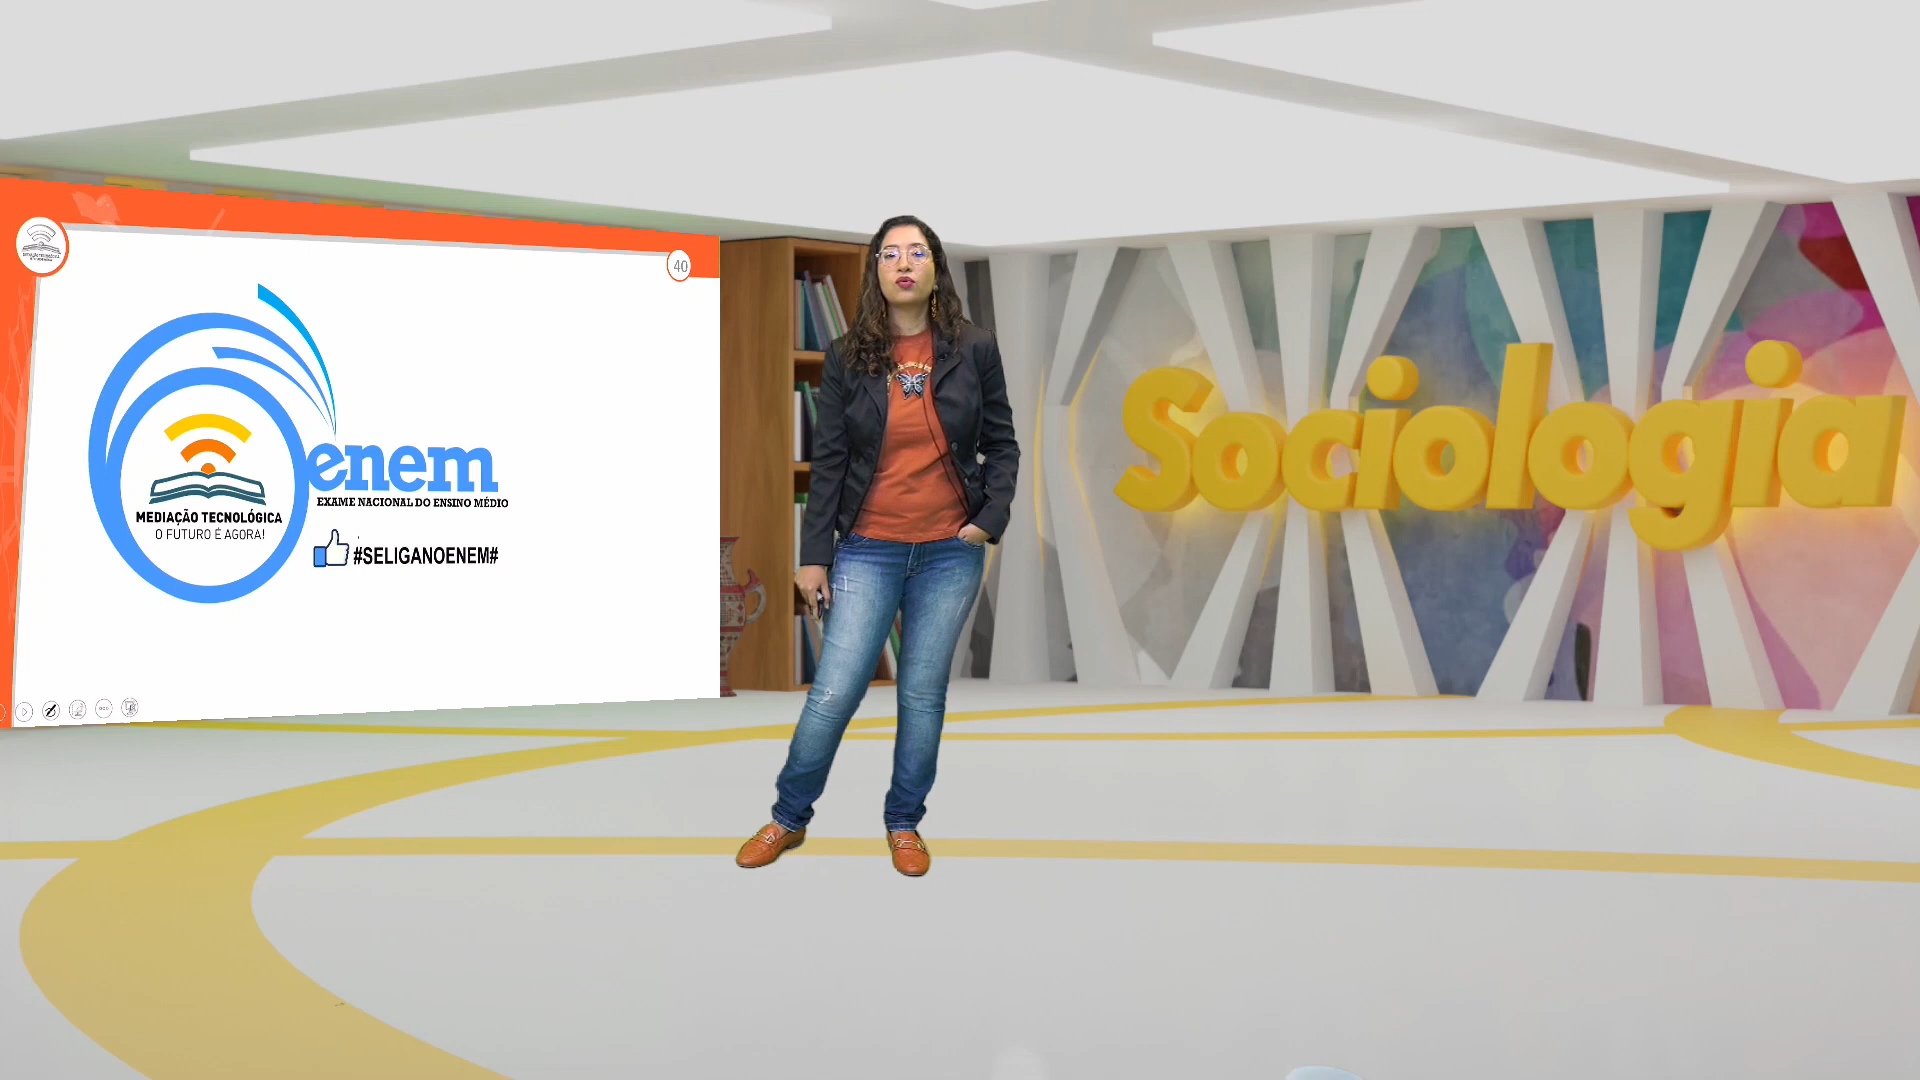 40
enem
EXAME NACIONAL DO ENSINO MÉDIO
MEDIAÇÃO TECNOLÓGICA
O FUTURO É AGORA!
#SELIGANOENEM#
Sociologia